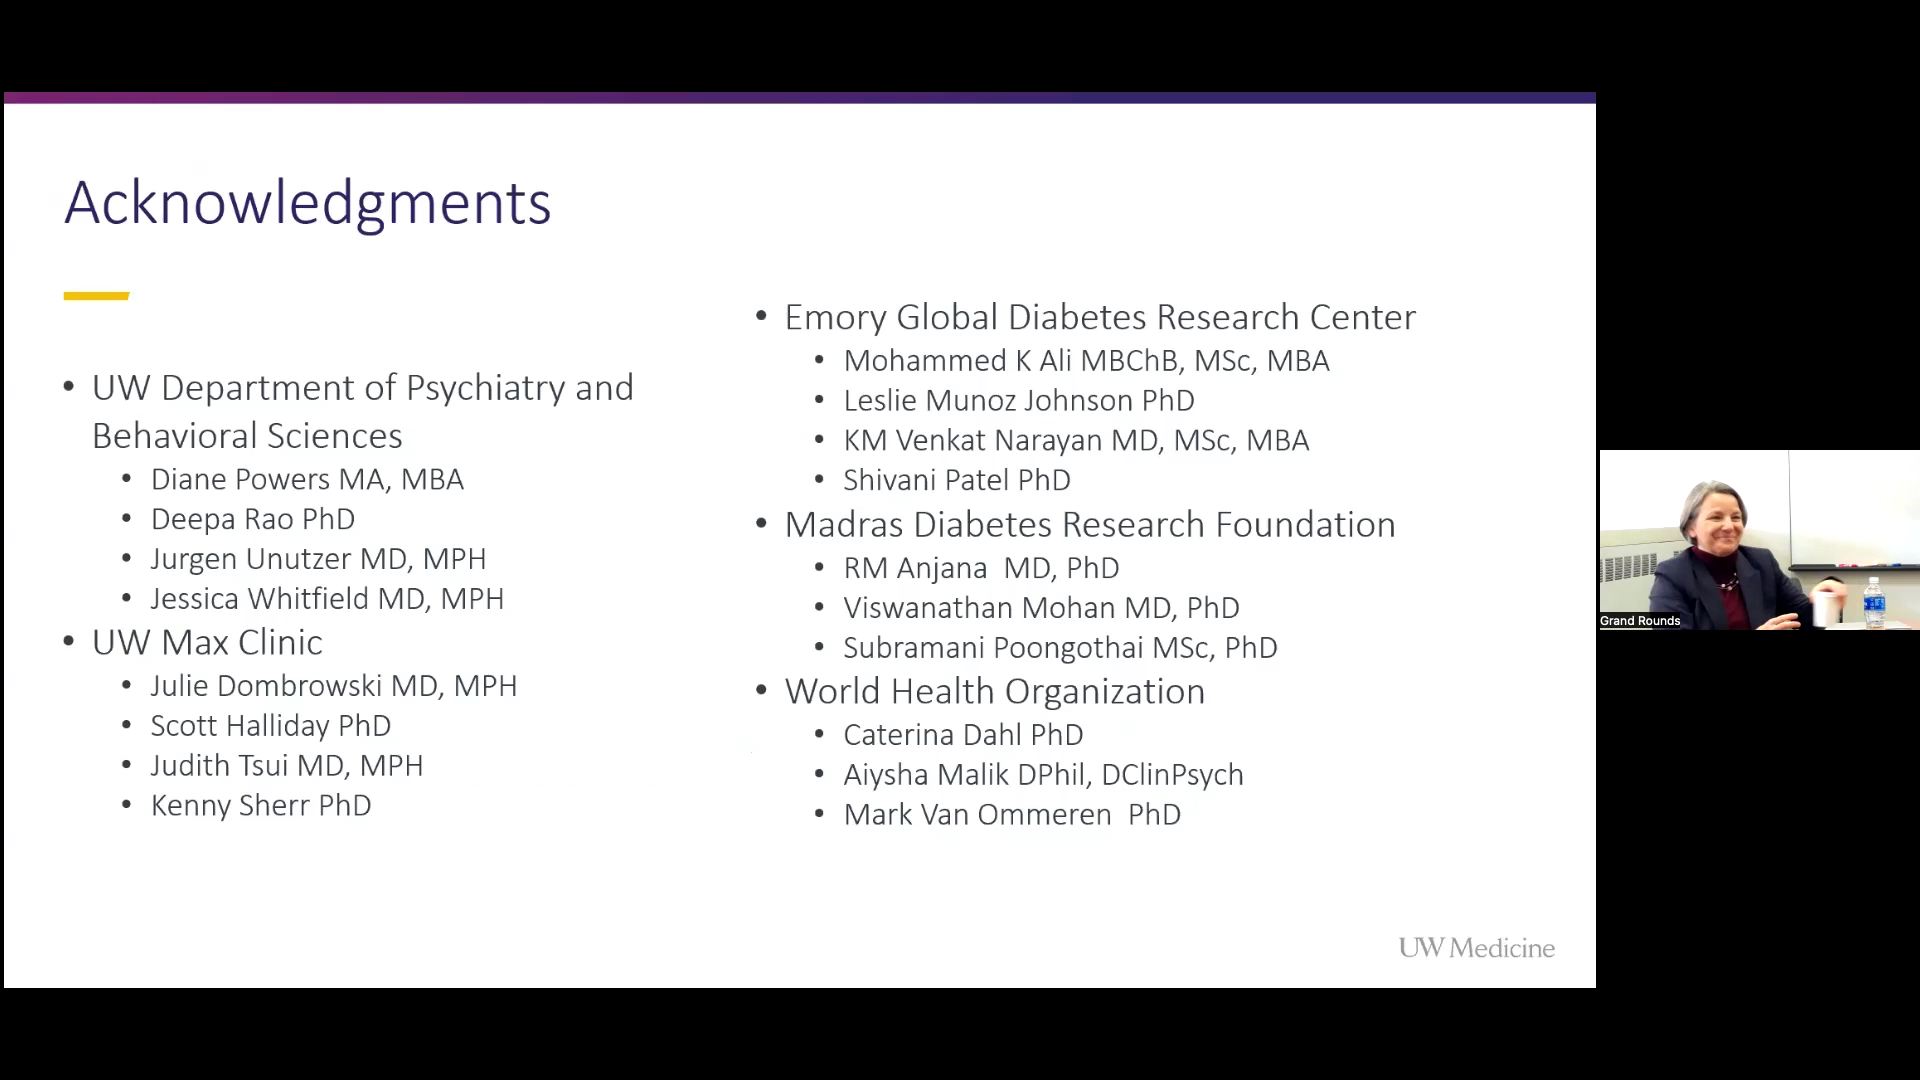 Acknowledgments
• UW Department of Psychiatry and
Behavioral Sciences
• Diane Powers MA, MBA
• Deepa Rao PhD
• Jurgen Unutzer MD, MPH
• Jessica Whitfield MD, MPH
• UW Max Clinic
• Julie Dombrowski MD, MPH
• Scott Halliday PhD
• Judith Tsui MD, MPH
• Kenny Sherr PhD
• Emory Global Diabetes Research Center
• Mohammed K Ali MBChB, MSc, MBA
• Leslie Munoz Johnson PhD
• KM Venkat Narayan MD, MSc, MBA
• Shivani Patel PhD
• Madras Diabetes Research Foundation
• RM Anjana  MD, PhD
• Viswanathan Mohan MD, PhD
• Subramani Poongothai MSc, PhD
• World Health Organization
• Caterina Dahl PhD
• Aiysha Malik DPhil, DClinPsych
• Mark Van Ommeren  PhD
UW Medicine
Grand Rounds